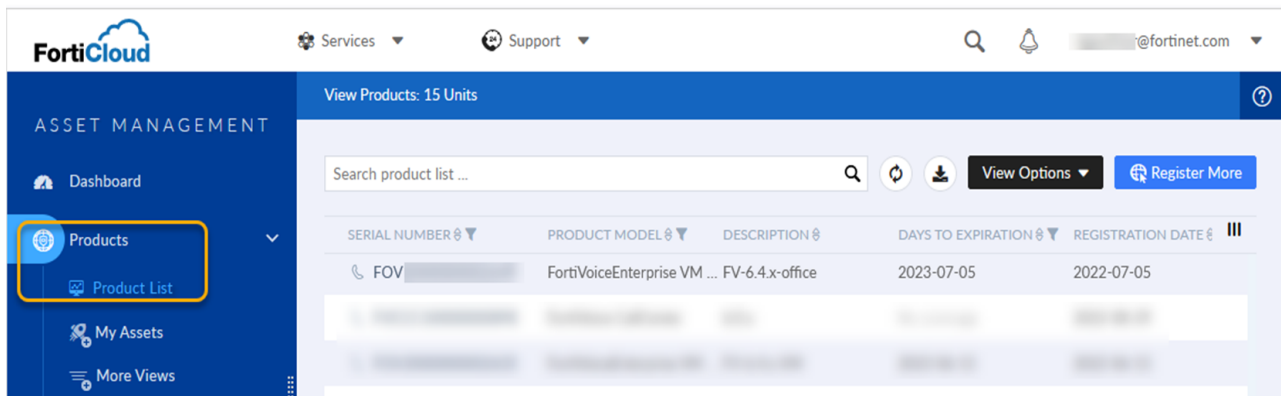 FortiCloud
Services
Support
@fortinet.com
View Products: 15 Units
ASSET MANAGEMENT
Dashboard
Products
Product List
My Assets
More Views
Search product list ...
View Options
Register More
SERIAL NUMBER PRODUCT MODEL DESCRIPTION DAYS TO EXPIRATION REGISTRATION DATE
FOV FortiVoiceEnterprise VM ... FV-6.4.x-office 2023-07-05 2022-07-05